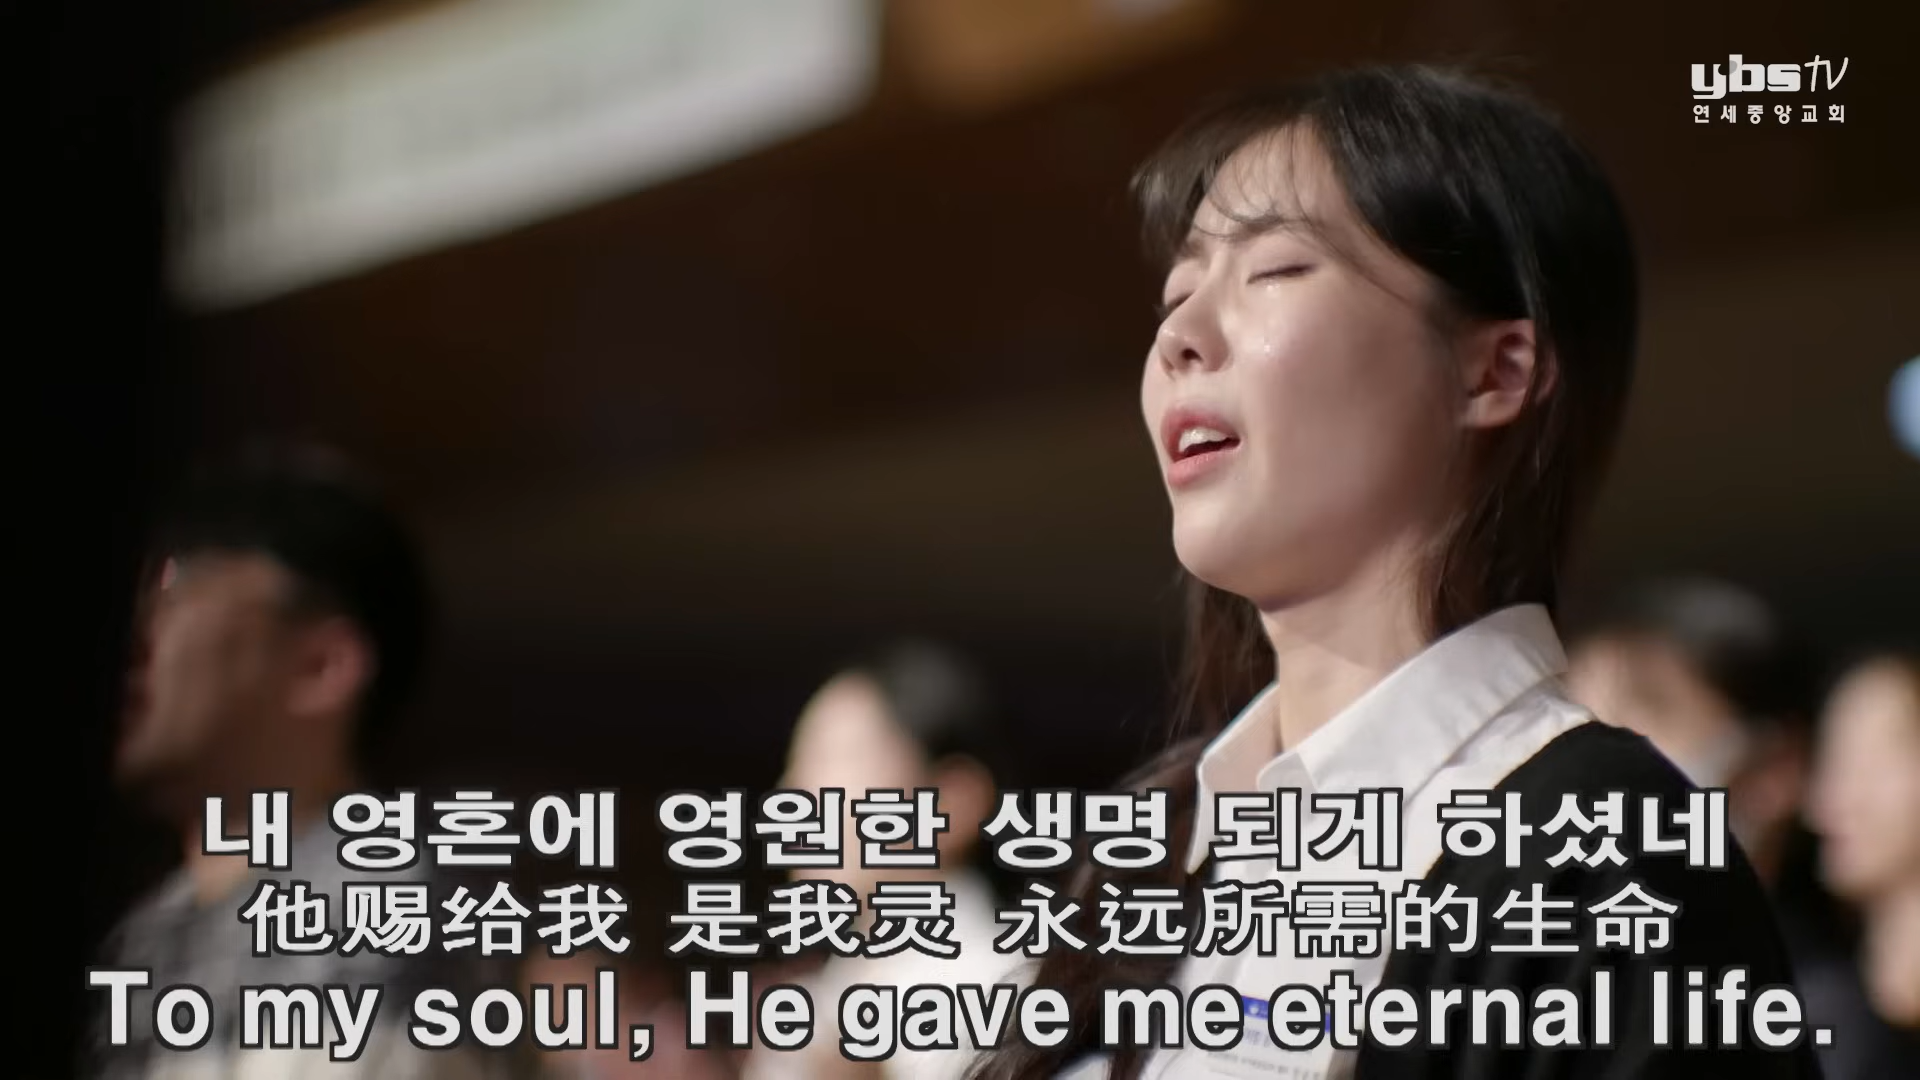 ybstv
연세중앙교회
내 영혼에 영원한 생명 되게 하셨네
他赐给我 是我灵 永远所需的生命
To my soul, He gave me eternal life.